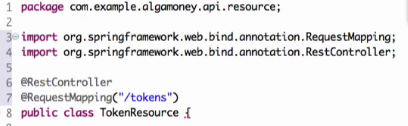 1 package com.example.algamoney.api.resource;
2
3 import org.springframework.web.bind.annotation.RequestMapping;
4 import org.springframework.web.bind.annotation.RestController;
5
6 @RestController
7 @RequestMapping("/tokens")
8 public class TokenResource {